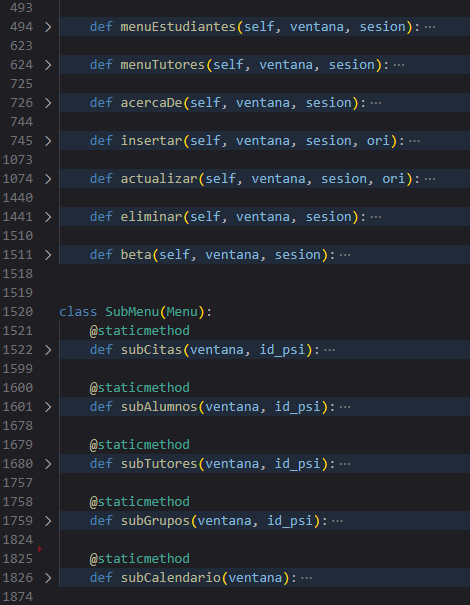 493
494 > def menuEstudiantes(self, ventana, sesion):···
623
624 > def menuTutores(self, ventana, sesion):···
725
726 > def acercaDe(self, ventana, sesion):···
744
745 > def insertar(self, ventana, sesion, ori):···
1073
1074 > def actualizar(self, ventana, sesion, ori):···
1440
1441 > def eliminar(self, ventana, sesion):···
1510
1511 > def beta(self, ventana, sesion):···
1518
1519
1520 class SubMenu(Menu):
1521 @staticmethod
1522 > def subCitas(ventana, id_psi):···
1599
1600 @staticmethod
1601 > def subAlumnos(ventana, id_psi):···
1678
1679 @staticmethod
1680 > def subTutores(ventana, id_psi):···
1757
1758 @staticmethod
1759 > def subGrupos(ventana, id_psi):···
1824
1825 @staticmethod
1826 > def subCalendario(ventana):···
1874